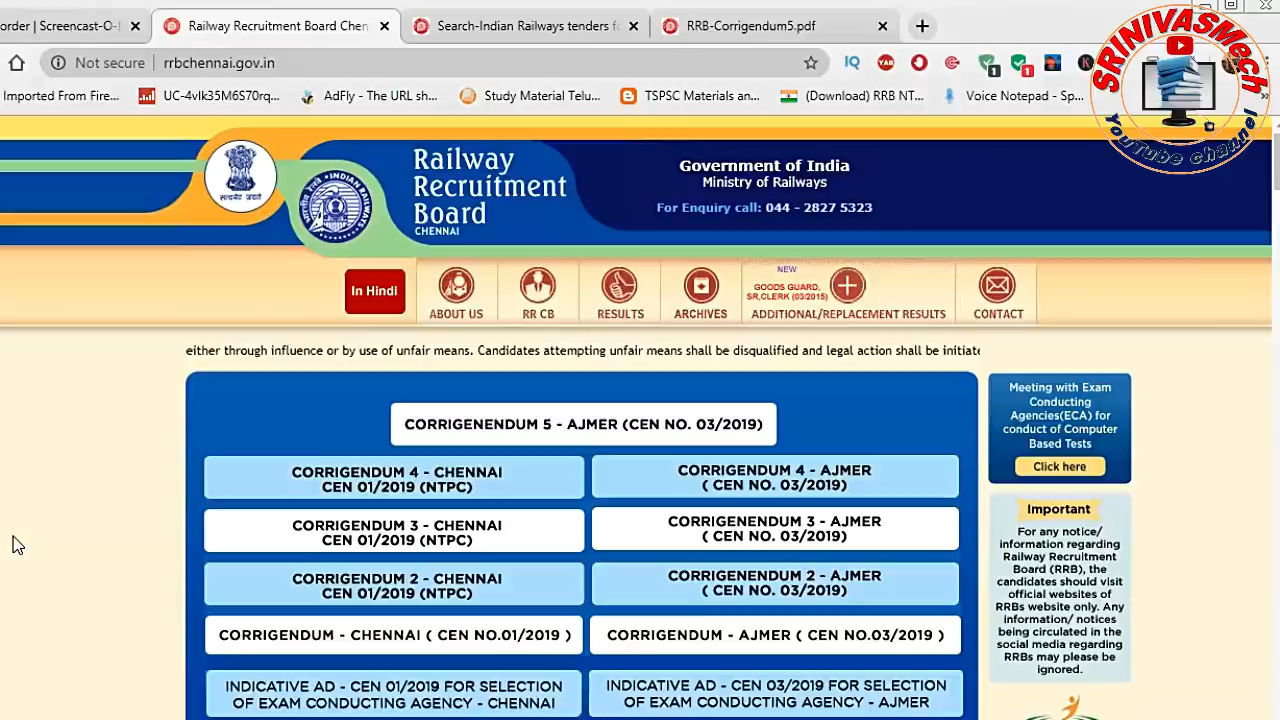 order | Screencast-O-
Railway Recruitment Board Chen
Search
Railways tenders f
RRB-Corrigendum5.pdf
Not secure
rrbchennai.gov.in
Imported From Fire...
UC-4vlk35M6S70rq...
AdFly - The URL sh...
Study Material Telu...
TSPSC Materials an...
(Download) RRB NT...
Voice Notepad - Sp...
SRINIVASMech
YouTube channel
सत्यमेव जयते
INDIAN RAILWAYS
Railway
Recruitment
Board
CHENNAI
Government of India
Ministry of Railways
For Enquiry call: 044 - 2827 5323
In Hindi
ABOUT US
RR CB
RESULTS
ARCHIVES
NEW
GOODS GUARD,
SR,CLERK (03/2015)
ADDITIONAL/REPLACEMENT RESULTS
CONTACT
either through influence or by use of unfair means. Candidates attempting unfair means shall be disqualified and legal action shall be initiate
CORRIGENENDUM 5 - AJMER (CEN NO. 03/2019)
CORRIGENDUM 4 - CHENNAI
CEN 01/2019 (NTPC)
CORRIGENENDUM 4 - AJMER
( CEN NO. 03/2019)
CORRIGENDUM 3 - CHENNAI
CEN 01/2019 (NTPC)
CORRIGENENDUM 3 - AJMER
( CEN NO. 03/2019)
CORRIGENDUM 2 - CHENNAI
CEN 01/2019 (NTPC)
CORRIGENENDUM 2 - AJMER
( CEN NO. 03/2019)
CORRIGENDUM - CHENNAI ( CEN NO.01/2019 )
CORRIGENDUM - AJMER ( CEN NO.03/2019 )
INDICATIVE AD - CEN 01/2019 FOR SELECTION
OF EXAM CONDUCTING AGENCY - CHENNAI
INDICATIVE AD - CEN 03/2019 FOR SELECTION
OF EXAM CONDUCTING AGENCY - AJMER
Meeting with Exam
Conducting
Agencies(ECA) for
conduct of Computer
Based Tests
Click here
Important
For any notice/
information regarding
Railway Recruitment
Board (RRB), the
candidates should visit
official websites of
RRBs website only. Any
information/ notices
being circulated in the
social media regarding
RRBs may please be
ignored.